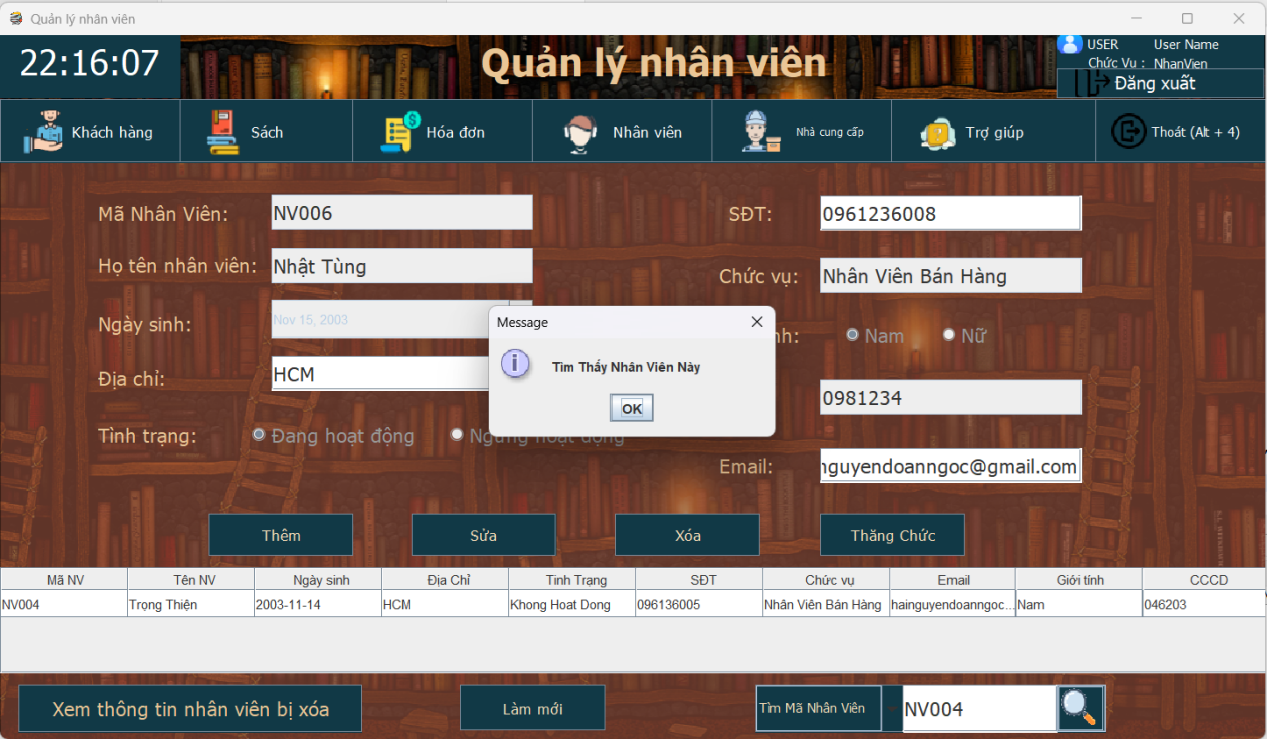 Quản lý nhân viên
22:16:07
Quản lý nhân viên
USER User Name
Chức Vụ : NhanVien
Đăng xuất
Khách hàng
Sách
Hóa đơn
Nhân viên
Nhà cung cấp
Trợ giúp
Thoát (Alt + 4)
Mã Nhân Viên: NV006
SĐT: 0961236008
Họ tên nhân viên: Nhật Tùng
Chức vụ: Nhân Viên Bán Hàng
Ngày sinh: Nov 15, 2003
Nam Nữ
Địa chỉ: HCM
0981234
Tình trạng: Đang hoạt động Ngưng hoạt động
Email: nguyendoanngoc@gmail.com
Message
Tìm Thấy Nhân Viên Này
OK
Thêm
Sửa
Xóa
Thăng Chức
Mã NV Tên NV Ngày sinh Địa Chỉ Tinh Trạng SĐT Chức vụ Email Giới tính CCCD
NV004 Trọng Thiện 2003-11-14 HCM Khong Hoat Dong 096136005 Nhân Viên Bán Hàng hainguyendoanngoc... Nam 046203
Xem thông tin nhân viên bị xóa
Làm mới
Tìm Mã Nhân Viên
NV004